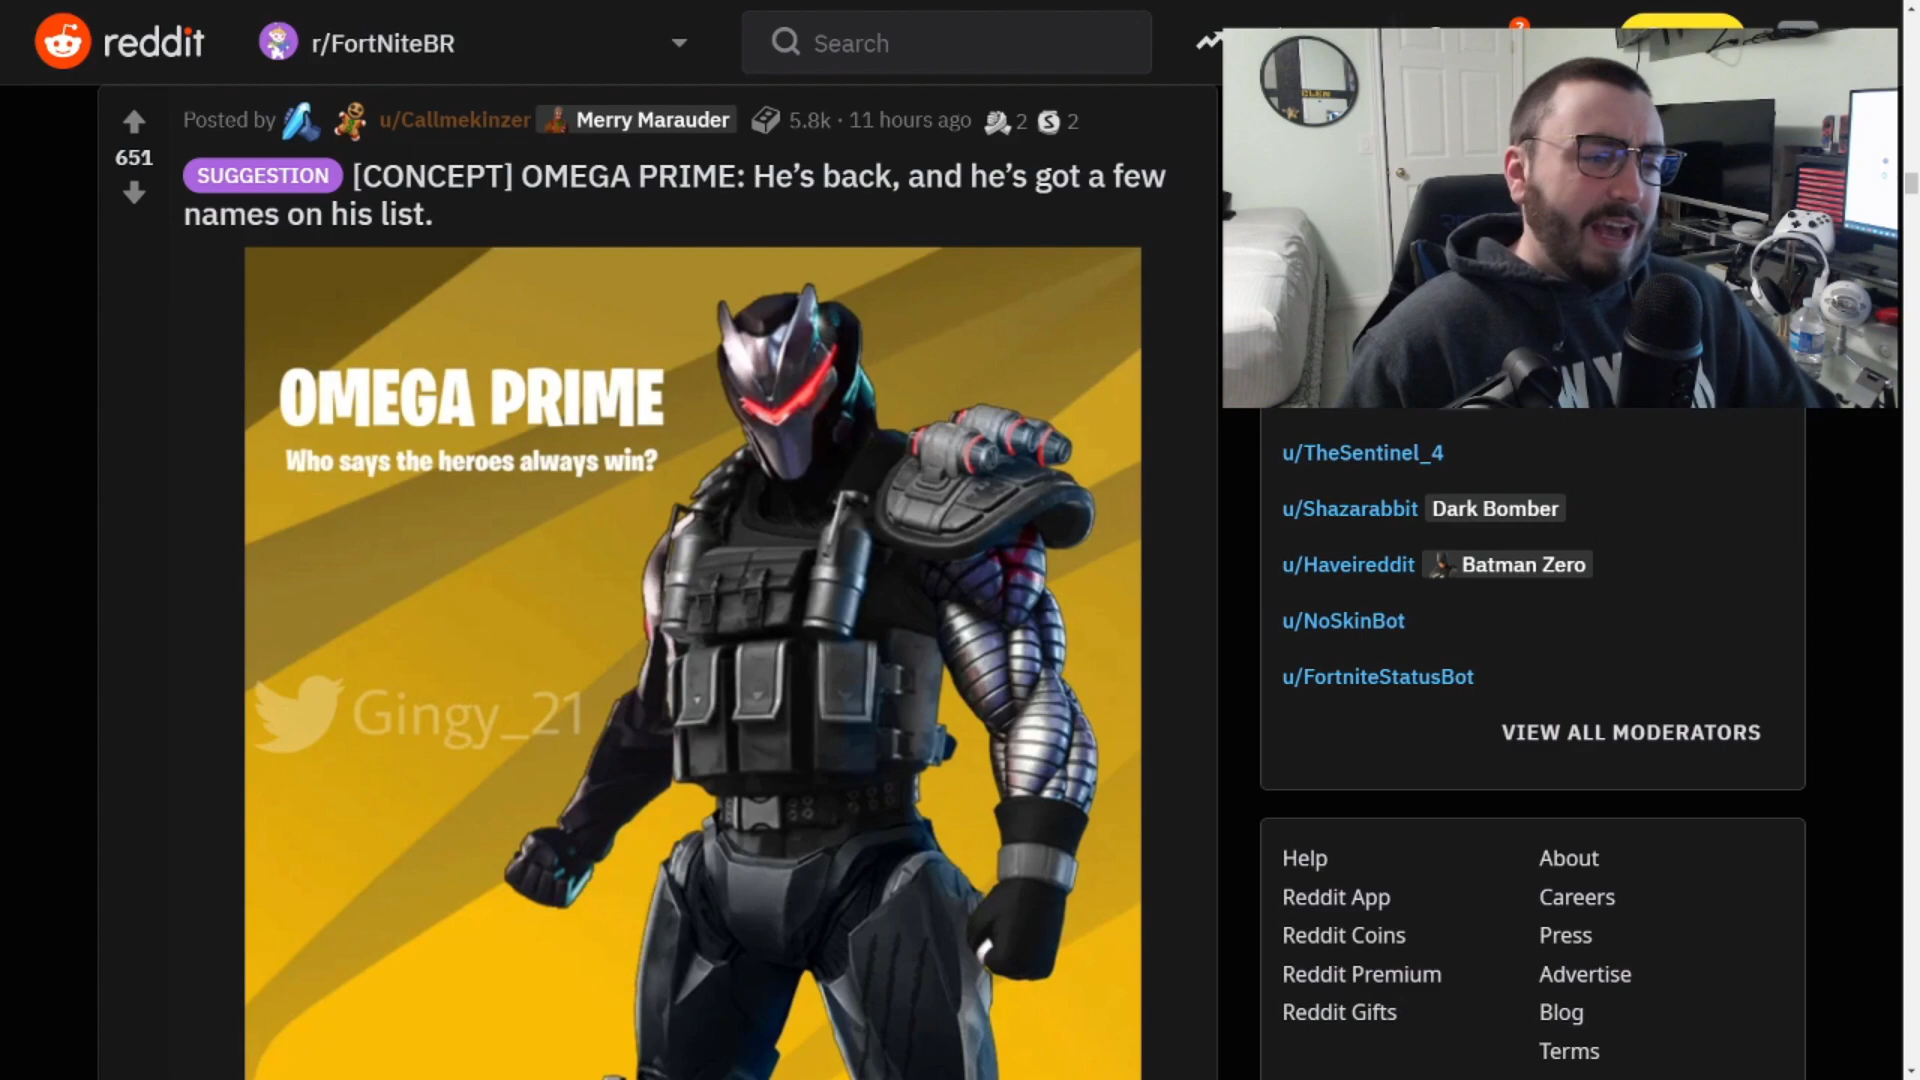 reddit
r/FortNiteBR
Search
2
Posted by u/Callmekinzer Merry Marauder 5.8k · 11 hours ago 2 2
651
SUGGESTION [CONCEPT] OMEGA PRIME: He’s back, and he’s got a few
names on his list.
OMEGA PRIME
Who says the heroes always win?
Gingy_21
u/TheSentinel_4
u/Shazarabbit Dark Bomber
u/Haveireddit Batman Zero
u/NoSkinBot
u/FortniteStatusBot
VIEW ALL MODERATORS
Help
About
Reddit App
Careers
Reddit Coins
Press
Reddit Premium
Advertise
Reddit Gifts
Blog
Terms